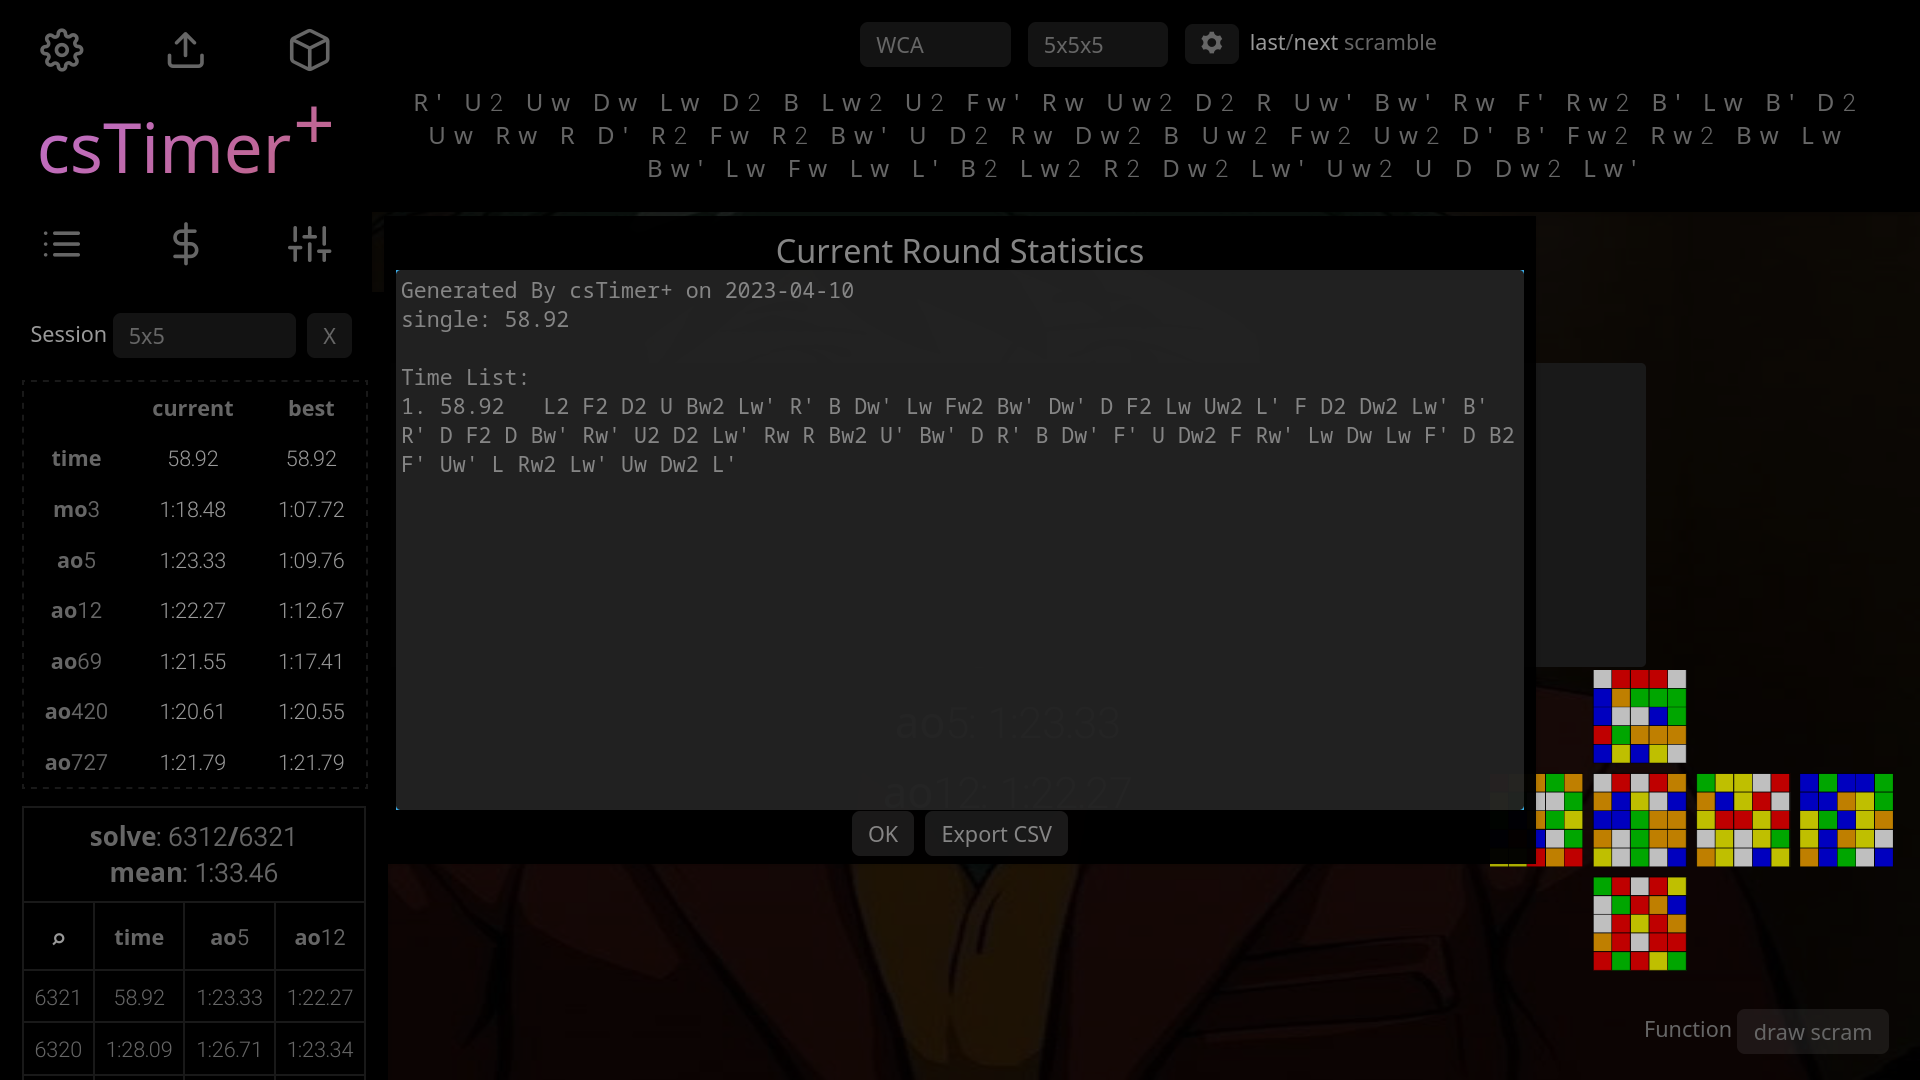 WCA 5x5x5 last/next scramble
R' U2 Uw Dw Lw D2 B Lw2 U2 Fw' Rw Uw2 D2 R Uw' Bw' Rw F' Rw2 B' Lw B' D2
Uw Rw R D' R2 Fw R2 Bw' U D2 Rw Dw2 B Uw2 Fw2 Uw2 D' B' Fw2 Rw2 Bw Lw
Bw' Lw Fw Lw L' B2 Lw2 R2 Dw2 Lw' Uw2 U D Dw2 Lw'
csTimer+
Session 5x5 X
current best
time 58.92 58.92
mo3 1:18.48 1:07.72
ao5 1:23.33 1:09.76
ao12 1:22.27 1:12.67
ao69 1:21.55 1:17.41
ao420 1:20.61 1:20.55
ao727 1:21.79 1:21.79
solve: 6312/6321
mean: 1:33.46
time ao5 ao12
6321 58.92 1:23.33 1:22.27
6320 1:28.09 1:26.71 1:23.34
Current Round Statistics
Generated By csTimer+ on 2023-04-10
single: 58.92
Time List:
1. 58.92 L2 F2 D2 U Bw2 Lw' R' B Dw' Lw Fw2 Bw' Dw' D F2 Lw Uw2 L' F D2 Dw2 Lw' B'
R' D F2 D Bw' Rw' U2 D2 Lw' Rw R Bw2 U' Bw' D R' B Dw' F' U Dw2 F Rw' Lw Dw Lw F' D B2
F' Uw' L Rw2 Lw' Uw Dw2 L'
ao5: 1:23.33
ao12: 1:22.27
OK Export CSV
Function draw scram